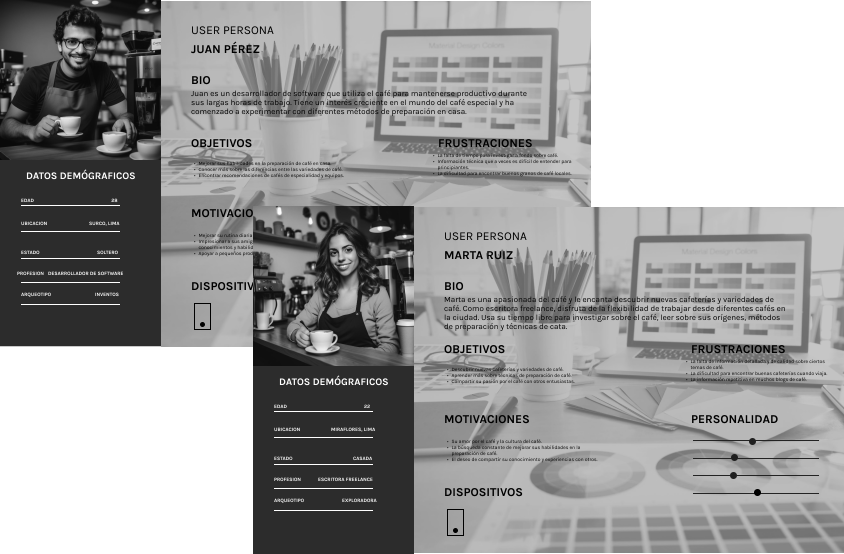 USER PERSONA
JUAN PÉREZ
BIO
Juan es un desarrollador de software que utiliza el café para mantenerse productivo durante
sus largas horas de trabajo. Tiene un interés creciente en el mundo del café especial y ha
comenzado a experimentar con diferentes métodos de preparación en casa.
OBJETIVOS
Mejorar sus habilidades en la preparación de café en casa.
Conocer más sobre las diferencias entre las variedades de café.
Encontrar recomendaciones de cafés de especialidad y equipos.
FRUSTRACIONES
La falta de tiempo para investigar a fondo sobre café.
Información técnica que a veces es difícil de entender para
principiantes.
La dificultad para encontrar buenos granos de café locales.
MOTIVACIO
Mejorar su rutina diaria
Impresionar a sus amig
conocimientos y habilid
Apoyar a pequeños prod
DISPOSITIV
DATOS DEMÓGRAFICOS
EDAD 28
UBICACION SURCO, LIMA
ESTADO SOLTERO
PROFESION DESARROLLADOR DE SOFTWARE
ARQUEOTIPO INVENTOS
USER PERSONA
MARTA RUIZ
BIO
Marta es una apasionada del café y le encanta descubrir nuevas cafeterías y variedades de
café. Como escritora freelance, disfruta de la flexibilidad de trabajar desde diferentes cafés en
la ciudad. Usa su tiempo libre para investigar sobre el café, leer sobre sus orígenes, métodos
de preparación y técnicas de cata.
OBJETIVOS
Descubrir nuevas cafeterías y variedades de café.
Aprender más sobre técnicas de preparación de café.
Compartir su pasión por el café con otros entusiastas.
FRUSTRACIONES
La falta de información detallada y de calidad sobre ciertos
temas de café.
La dificultad para encontrar buenas cafeterías cuando viaja.
La información repetitiva en muchos blogs de café.
MOTIVACIONES
Su amor por el café y la cultura del café.
La búsqueda constante de mejorar sus habilidades en la
preparación de café.
El deseo de compartir su conocimiento y experiencias con otros.
PERSONALIDAD
DISPOSITIVOS
DATOS DEMÓGRAFICOS
EDAD 22
UBICACION MIRAFLORES, LIMA
ESTADO CASADA
PROFESION ESCRITORA FREELANCE
ARQUEOTIPO EXPLORADORA